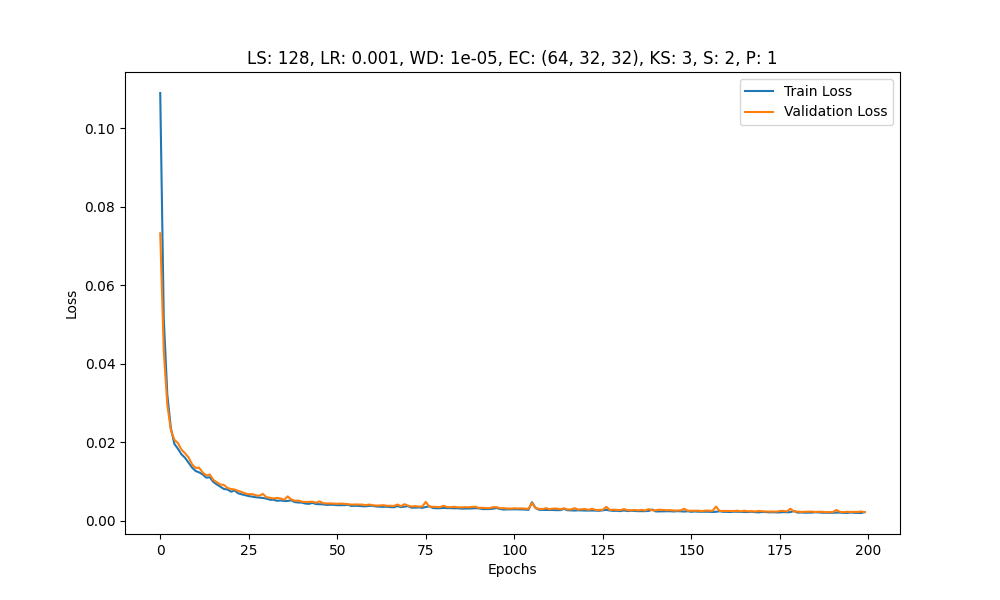 LS: 128, LR: 0.001, WD: 1e-05, EC: (64, 32, 32), KS: 3, S: 2, P: 1
Train Loss
Validation Loss
0.10
0.08
0.06
0.04
0.02
0.00
Loss
0 25 50 75 100 125 150 175 200
Epochs